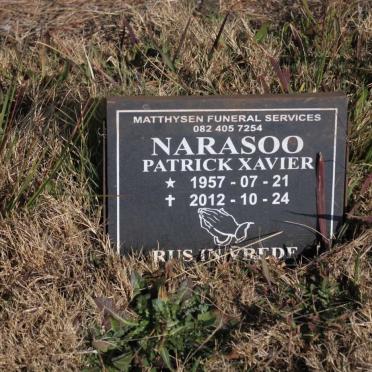 MATTHYSEN FUNERAL SERVICES
082 405 7254
NARASOO
PATRICK XAVIER
★ 1957 - 07 - 21
✝ 2012 - 10 - 24
RUS IN VREDE